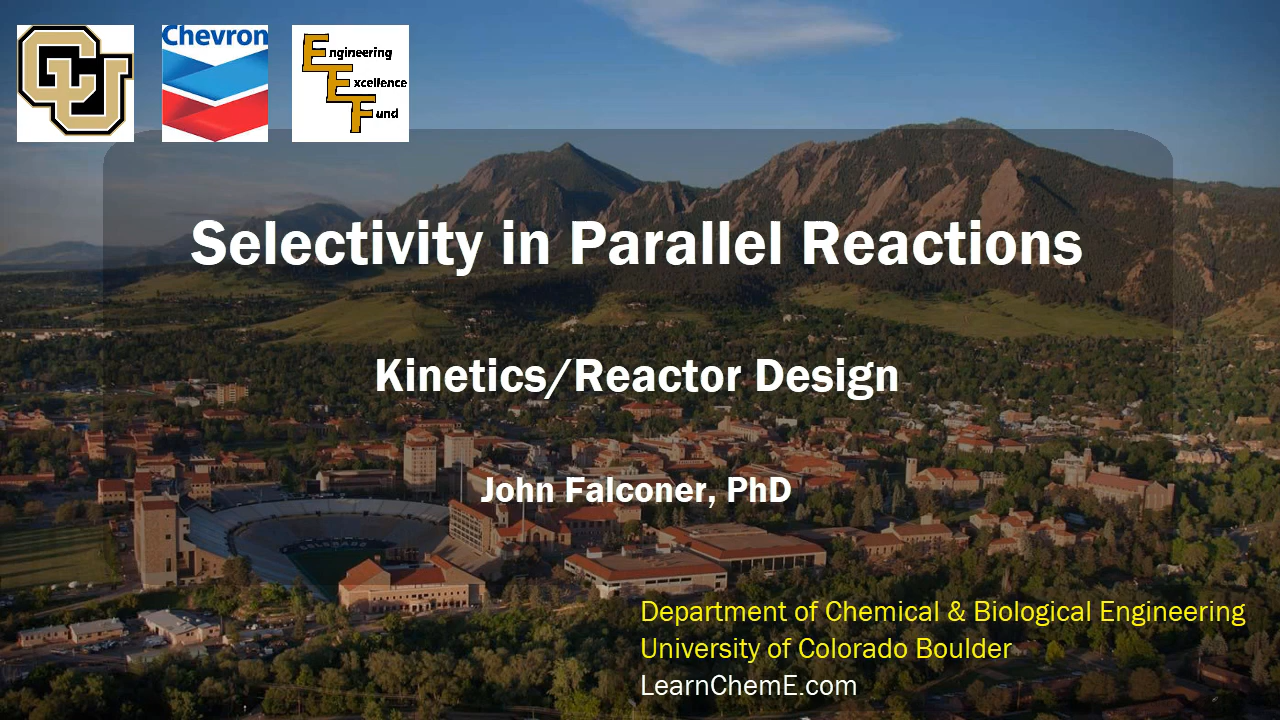 CU
Chevron
Engineering
Excellence
Fund
Selectivity in Parallel Reactions
Kinetics/Reactor Design
John Falconer, PhD
Department of Chemical & Biological Engineering
University of Colorado Boulder
LearnChemE.com